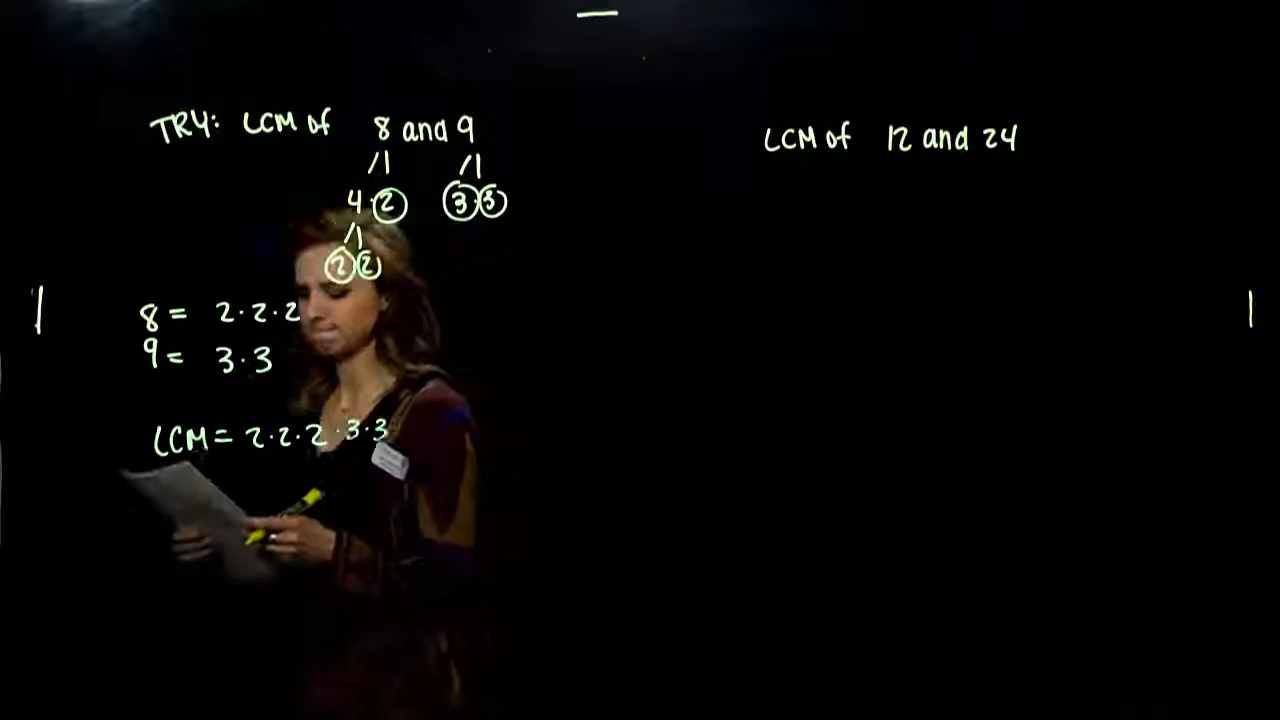 TRY: LCM of 8 and 9
4 · 2 3 · 3
2 2
8 = 2 · 2 · 2
9 = 3 · 3
LCM = 2 · 2 · 2 · 3 · 3
LCM of 12 and 24